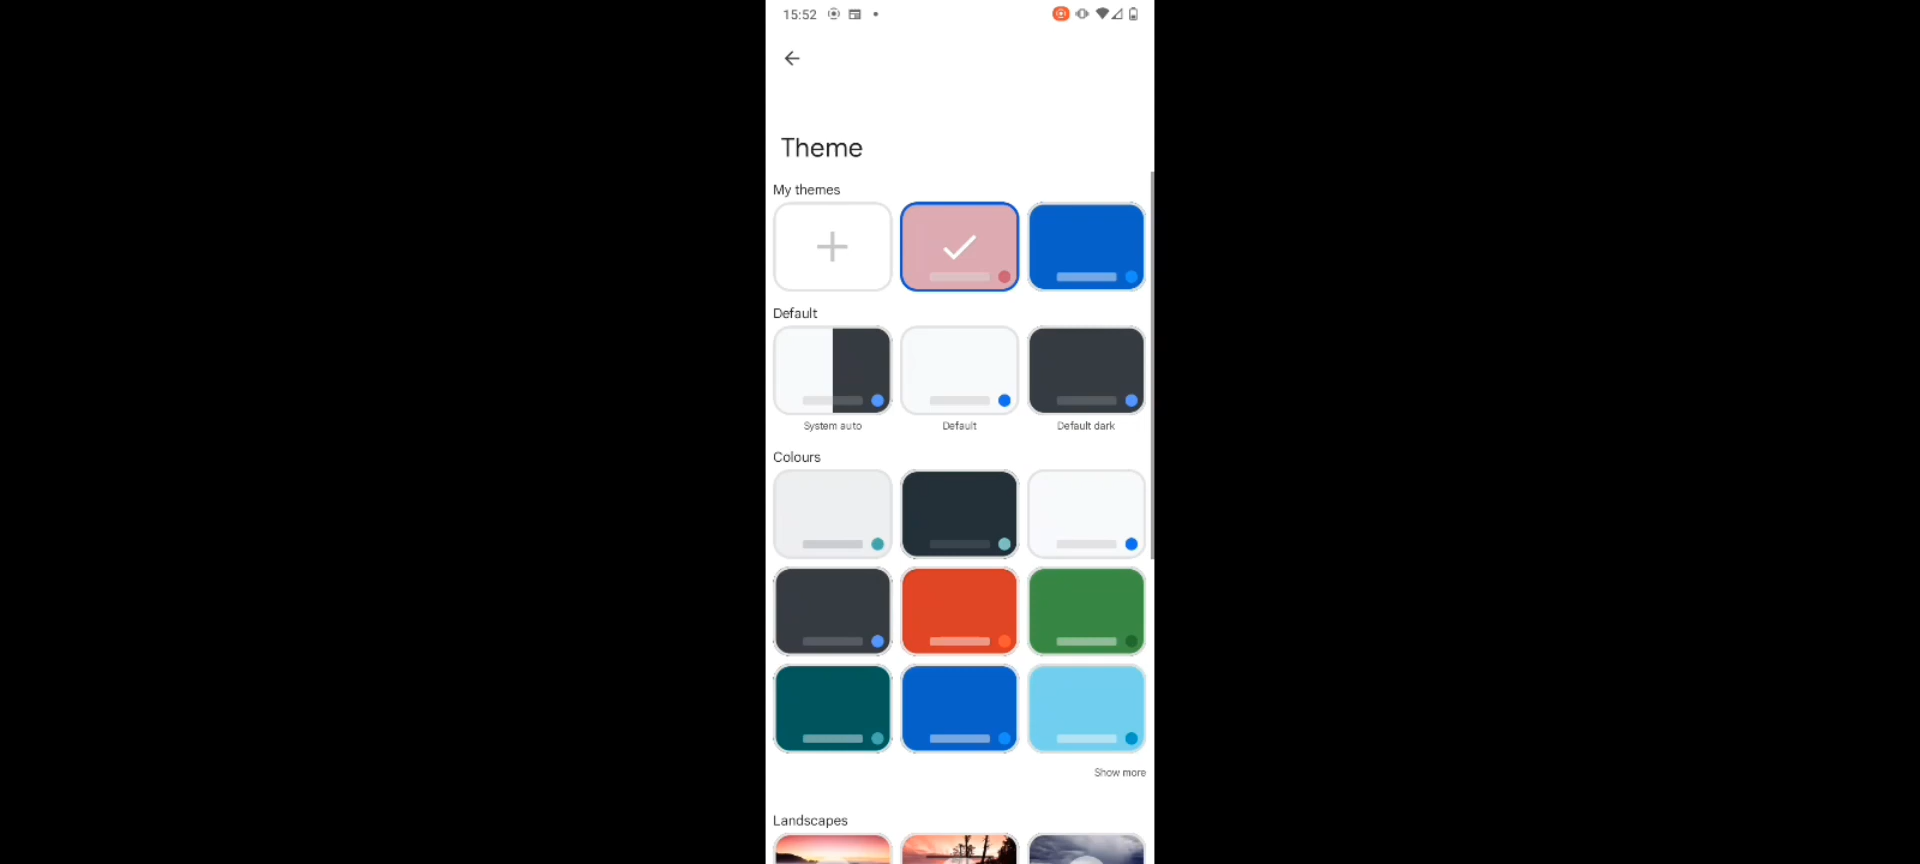 15:52
Theme
My themes
Default
System auto
Default
Default dark
Colours
Show more
Landscapes